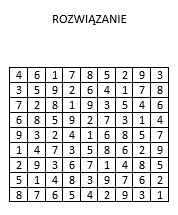 ROZWIĄZANIE
4 6 1 7 8 5 2 9 3
3 5 9 2 6 4 1 7 8
7 2 8 1 9 3 5 4 6
6 8 5 9 2 7 3 1 4
9 3 2 4 1 6 8 5 7
1 4 7 3 5 8 6 2 9
2 9 3 6 7 1 4 8 5
5 1 4 8 3 9 7 6 2
8 7 6 5 4 2 9 3 1